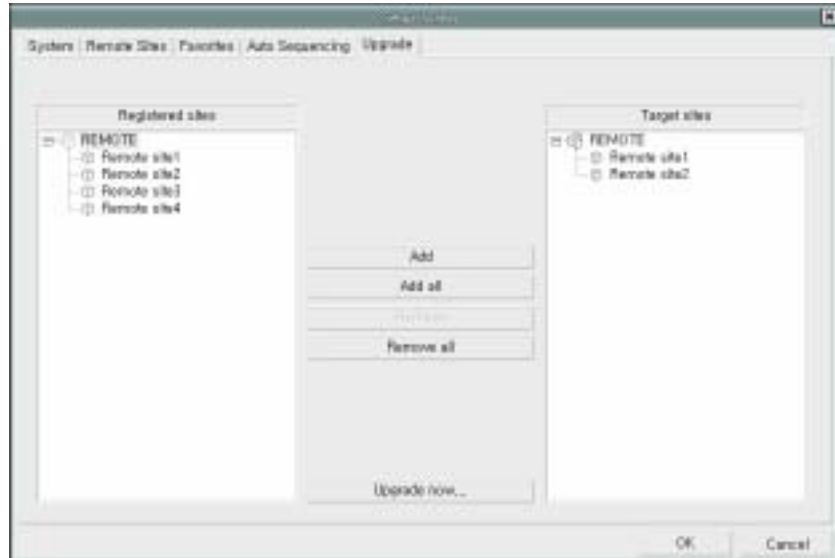 System Remote Sites Favorites Auto Sequencing Upgrade
Registered sites
REMOTE
Remote site1
Remote site2
Remote site3
Remote site4
Add
Add all
Remove all
Upgrade now...
Target sites
REMOTE
Remote site1
Remote site2
OK Cancel